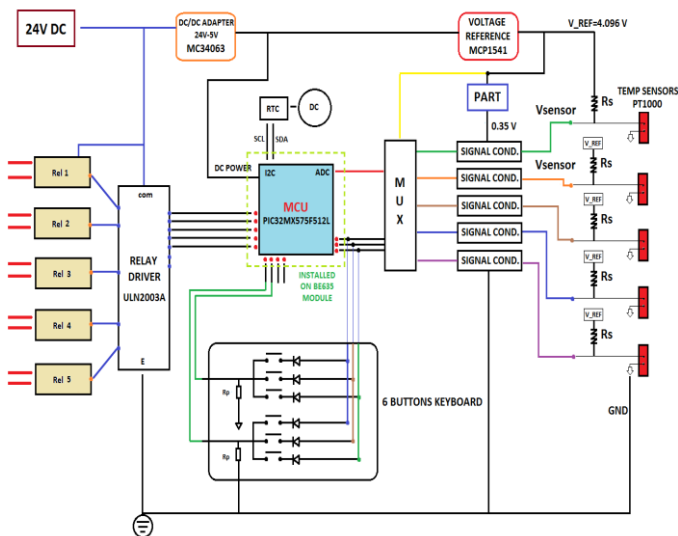 24V DC
DC/DC ADAPTER
24V-5V
MC34063
VOLTAGE
REFERENCE
MCP1541
V_REF=4.096 V
RTC
DC
PART
TEMP SENSORS
PT1000
Rs
Vsensor
0.35 V
SCL
SDA
DC POWER
I2C
ADC
MCU
PIC32MX575F512L
INSTALLED
ON BE635
MODULE
M
U
X
SIGNAL COND.
SIGNAL COND.
SIGNAL COND.
SIGNAL COND.
SIGNAL COND.
Vsensor
V_REF
Rs
V_REF
Rs
V_REF
Rs
V_REF
Rs
GND
Rel 1
Rel 2
Rel 3
Rel 4
Rel 5
com
RELAY
DRIVER
ULN2003A
E
Rp
Rp
6 BUTTONS KEYBOARD